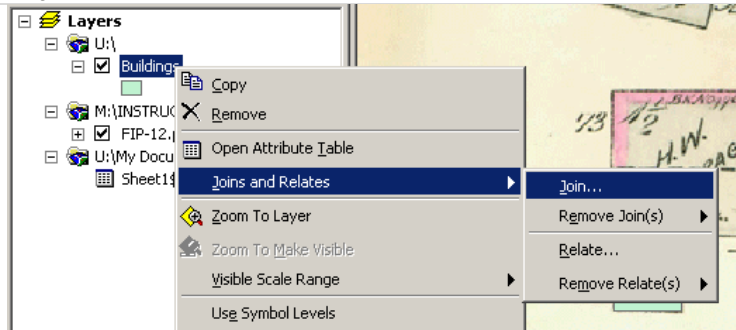 Layers
U:\
Buildings
M:\INSTRUC
FIP-12.
U:\My Docu
Sheet1$
Copy
Remove
Open Attribute Table
Joins and Relates
Zoom To Layer
Zoom To Make Visible
Visible Scale Range
Use Symbol Levels
Join...
Remove Join(s)
Relate...
Remove Relate(s)
73
H.W.